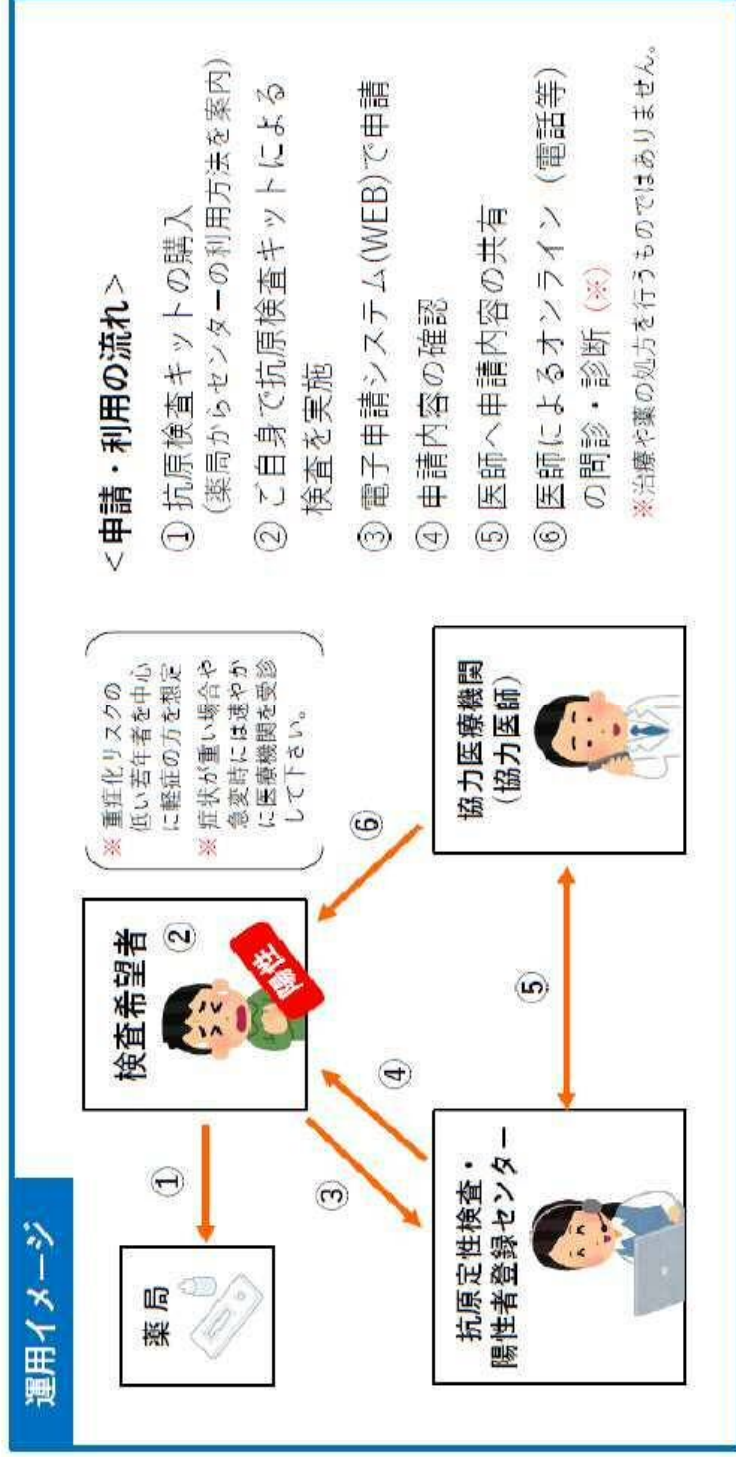 運用イメージ
薬局
①
検査希望者
②
陽性
※ 重症化リスクの
低い若年者を中心
に軽症の方を想定
※ 症状が重い場合や
急変時には速やか
に医療機関を受診
して下さい。
③
④
⑥
抗原定性検査・
陽性者登録センター
⑤
協力医療機関
(協力医師)
<申請・利用の流れ>
① 抗原検査キットの購入
(薬局からセンターの利用方法を案内)
② ご自身で抗原検査キットによる
検査を実施
③ 電子申請システム(WEB)で申請
④ 申請内容の確認
⑤ 医師へ申請内容の共有
⑥ 医師によるオンライン(電話等)
の問診・診断(※)
※治療や薬の処方を行うものではありません。